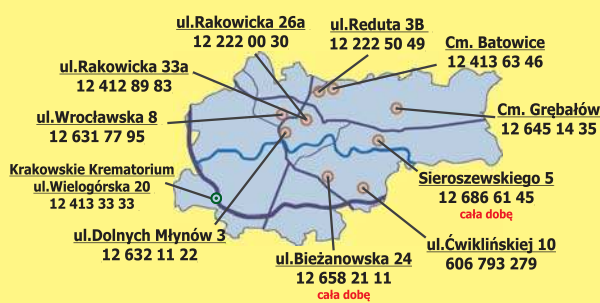 ul.Rakowicka 26a
12 222 00 30
ul.Reduta 3B
12 222 50 49
Cm. Batowice
12 413 63 46
ul.Rakowicka 33a
12 412 89 83
ul.Wrocławska 8
12 631 77 95
Cm. Grębałów
12 645 14 35
Krakowskie Krematorium
ul.Wielogórska 20
12 413 33 33
Sieroszewskiego 5
12 686 61 45
cała dobę
ul.Dolnych Młynów 3
12 632 11 22
ul.Bieżanowska 24
12 658 21 11
cała dobę
ul.Ćwiklińskiej 10
606 793 279